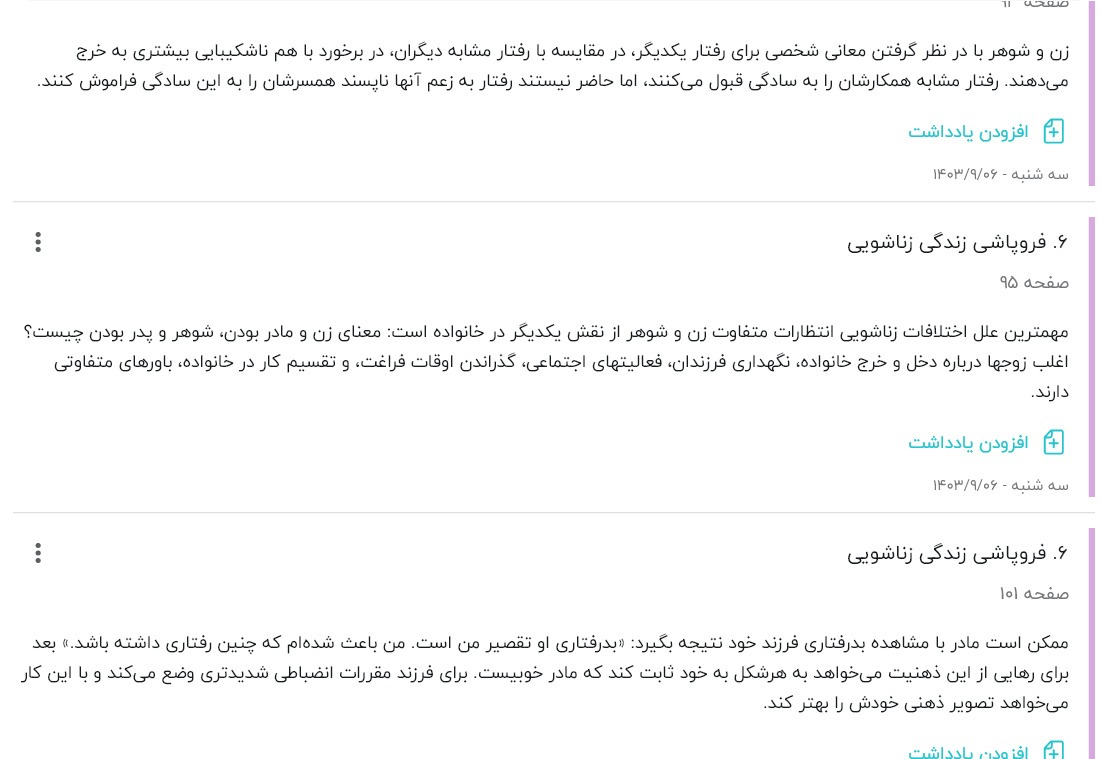 زن و شوهر با در نظر گرفتن معانی شخصی برای رفتار یکدیگر، در مقایسه با رفتار مشابه دیگران، در برخورد با هم ناشکیبایی بیشتری به خرج
می‌دهند. رفتار مشابه همکارشان را به سادگی قبول می‌کنند، اما حاضر نیستند رفتار به زعم آنها ناپسند همسرشان را به این سادگی فراموش کنند.
افزودن یادداشت
سه شنبه - ۱۴۰۳/۹/۰۶
۶. فروپاشی زندگی زناشویی
صفحه ۹۵
مهمترین علل اختلافات زناشویی انتظارات متفاوت زن و شوهر از نقش یکدیگر در خانواده است: معنای زن و مادر بودن، شوهر و پدر بودن چیست؟
اغلب زوجها درباره دخل و خرج خانواده، نگهداری فرزندان، فعالیتهای اجتماعی، گذراندن اوقات فراغت، و تقسیم کار در خانواده، باورهای متفاوتی
دارند.
افزودن یادداشت
سه شنبه - ۱۴۰۳/۹/۰۶
۶. فروپاشی زندگی زناشویی
صفحه ۱۰۱
ممکن است مادر با مشاهده بدرفتاری فرزند خود نتیجه بگیرد: «بدرفتاری او تقصیر من است. من باعث شده‌ام که چنین رفتاری داشته باشد.» بعد
برای رهایی از این ذهنیت می‌خواهد به هرشکل به خود ثابت کند که مادر خوبیست. برای فرزند مقررات انضباطی شدیدتری وضع می‌کند و با این کار
می‌خواهد تصویر ذهنی خودش را بهتر کند.
افزودن یادداشت